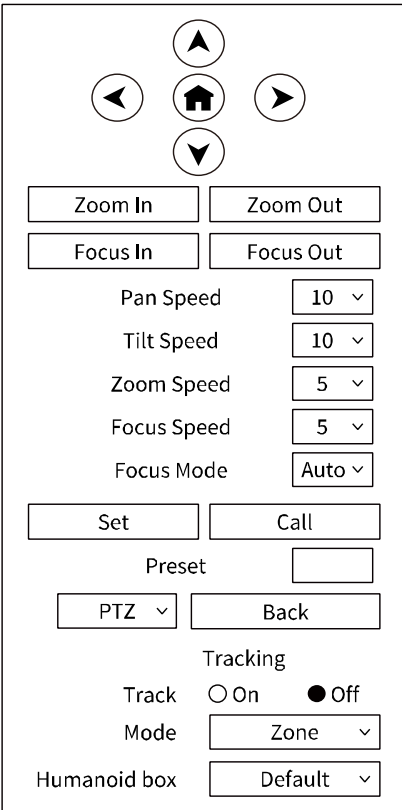 Zoom In Zoom Out
Focus In Focus Out
Pan Speed 10
Tilt Speed 10
Zoom Speed 5
Focus Speed 5
Focus Mode Auto
Set Call
Preset
PTZ Back
Tracking
Track On Off
Mode Zone
Humanoid box Default